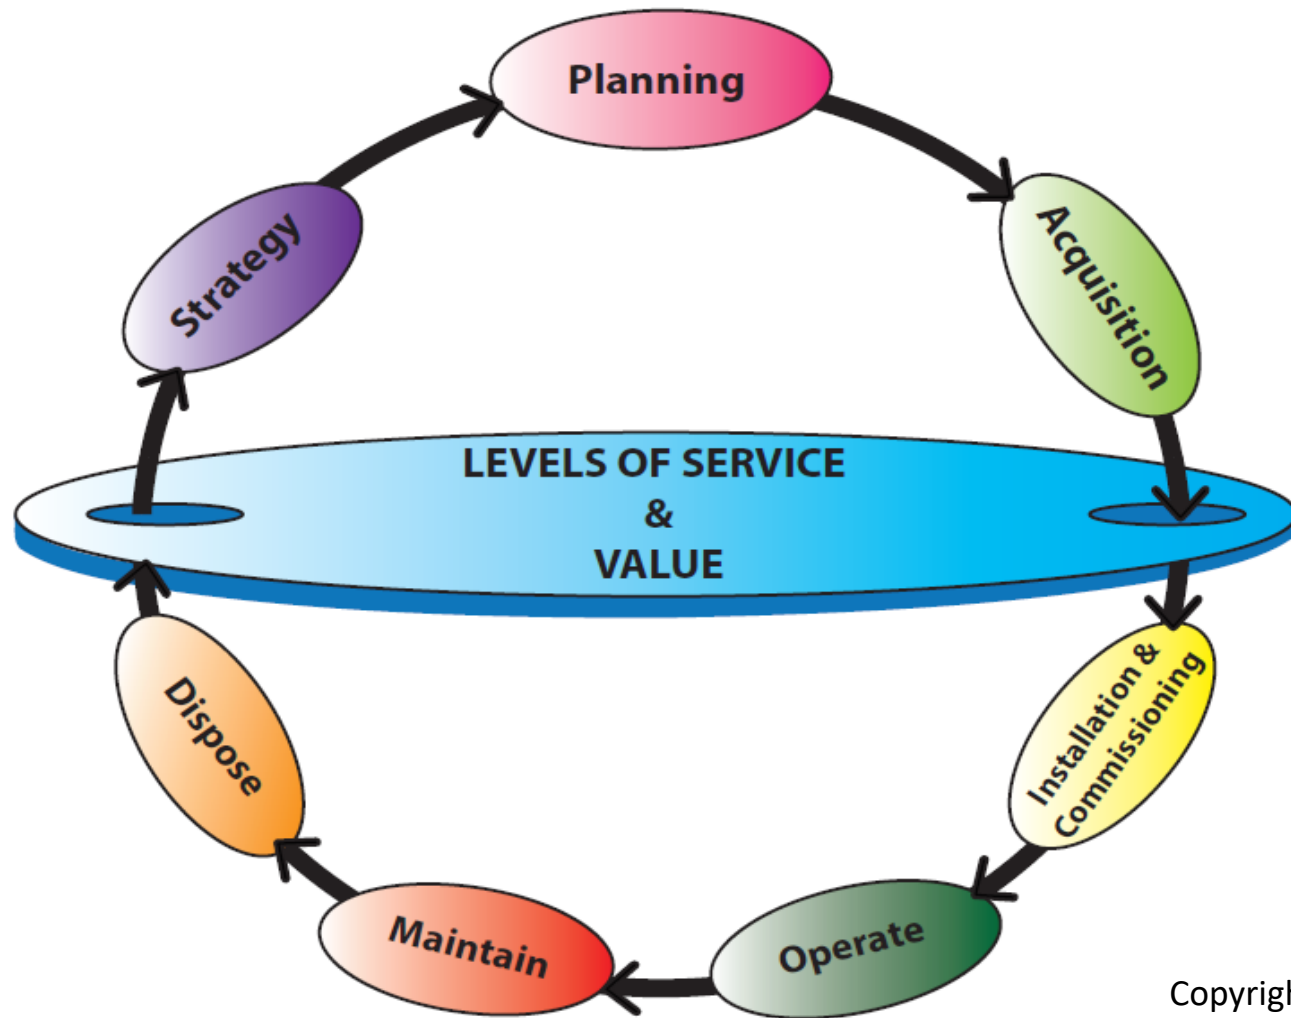 Planning
Strategy
Acquisition
LEVELS OF SERVICE
&
VALUE
Installation &
Commissioning
Dispose
Maintain
Operate